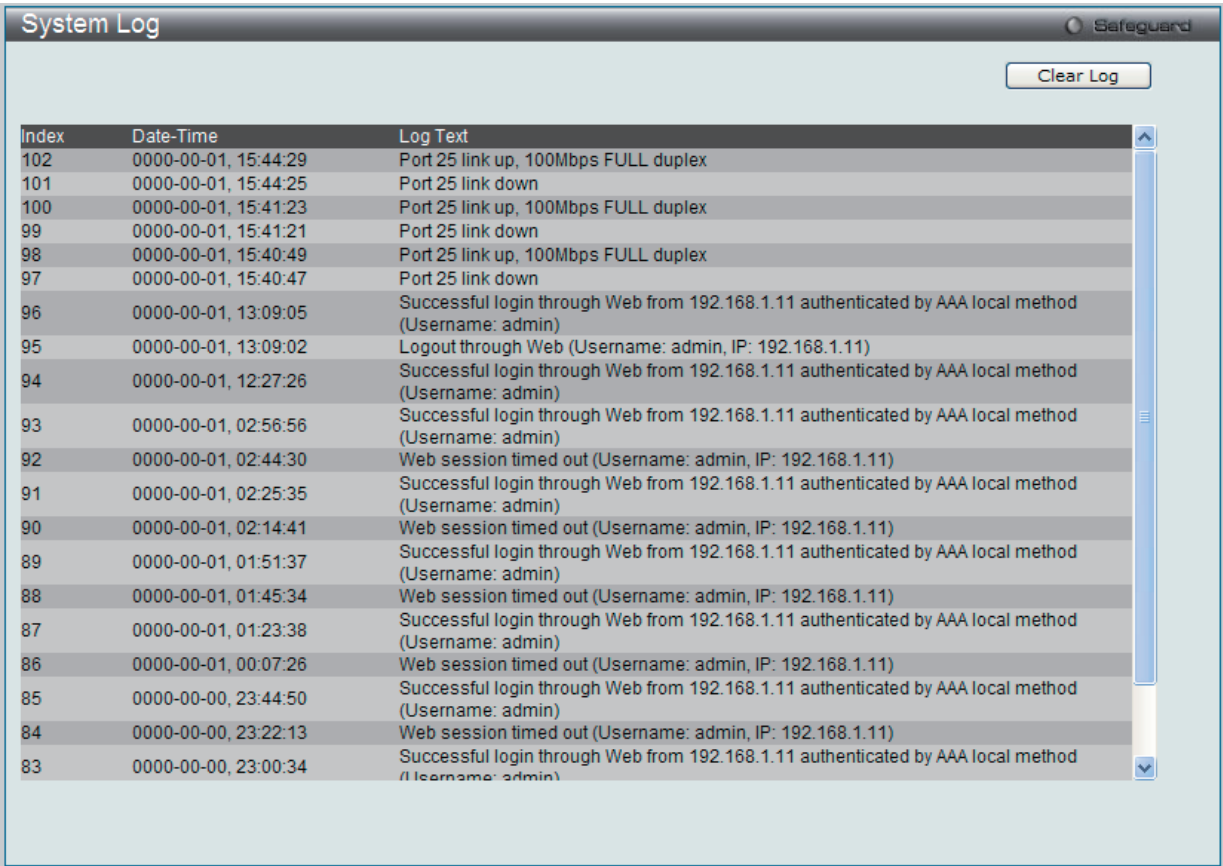 System Log
Safeguard
Clear Log
Index Date-Time Log Text
102 0000-00-01, 15:44:29 Port 25 link up, 100Mbps FULL duplex
101 0000-00-01, 15:44:25 Port 25 link down
100 0000-00-01, 15:41:23 Port 25 link up, 100Mbps FULL duplex
99 0000-00-01, 15:41:21 Port 25 link down
98 0000-00-01, 15:40:49 Port 25 link up, 100Mbps FULL duplex
97 0000-00-01, 15:40:47 Port 25 link down
96 0000-00-01, 13:09:05 Successful login through Web from 192.168.1.11 authenticated by AAA local method
(Username: admin)
95 0000-00-01, 13:09:02 Logout through Web (Username: admin, IP: 192.168.1.11)
94 0000-00-01, 12:27:26 Successful login through Web from 192.168.1.11 authenticated by AAA local method
(Username: admin)
93 0000-00-01, 02:56:56 Successful login through Web from 192.168.1.11 authenticated by AAA local method
(Username: admin)
92 0000-00-01, 02:44:30 Web session timed out (Username: admin, IP: 192.168.1.11)
91 0000-00-01, 02:25:35 Successful login through Web from 192.168.1.11 authenticated by AAA local method
(Username: admin)
90 0000-00-01, 02:14:41 Web session timed out (Username: admin, IP: 192.168.1.11)
89 0000-00-01, 01:51:37 Successful login through Web from 192.168.1.11 authenticated by AAA local method
(Username: admin)
88 0000-00-01, 01:45:34 Web session timed out (Username: admin, IP: 192.168.1.11)
87 0000-00-01, 01:23:38 Successful login through Web from 192.168.1.11 authenticated by AAA local method
(Username: admin)
86 0000-00-01, 00:07:26 Web session timed out (Username: admin, IP: 192.168.1.11)
85 0000-00-00, 23:44:50 Successful login through Web from 192.168.1.11 authenticated by AAA local method
(Username: admin)
84 0000-00-00, 23:22:13 Web session timed out (Username: admin, IP: 192.168.1.11)
83 0000-00-00, 23:00:34 Successful login through Web from 192.168.1.11 authenticated by AAA local method
(Username: admin)